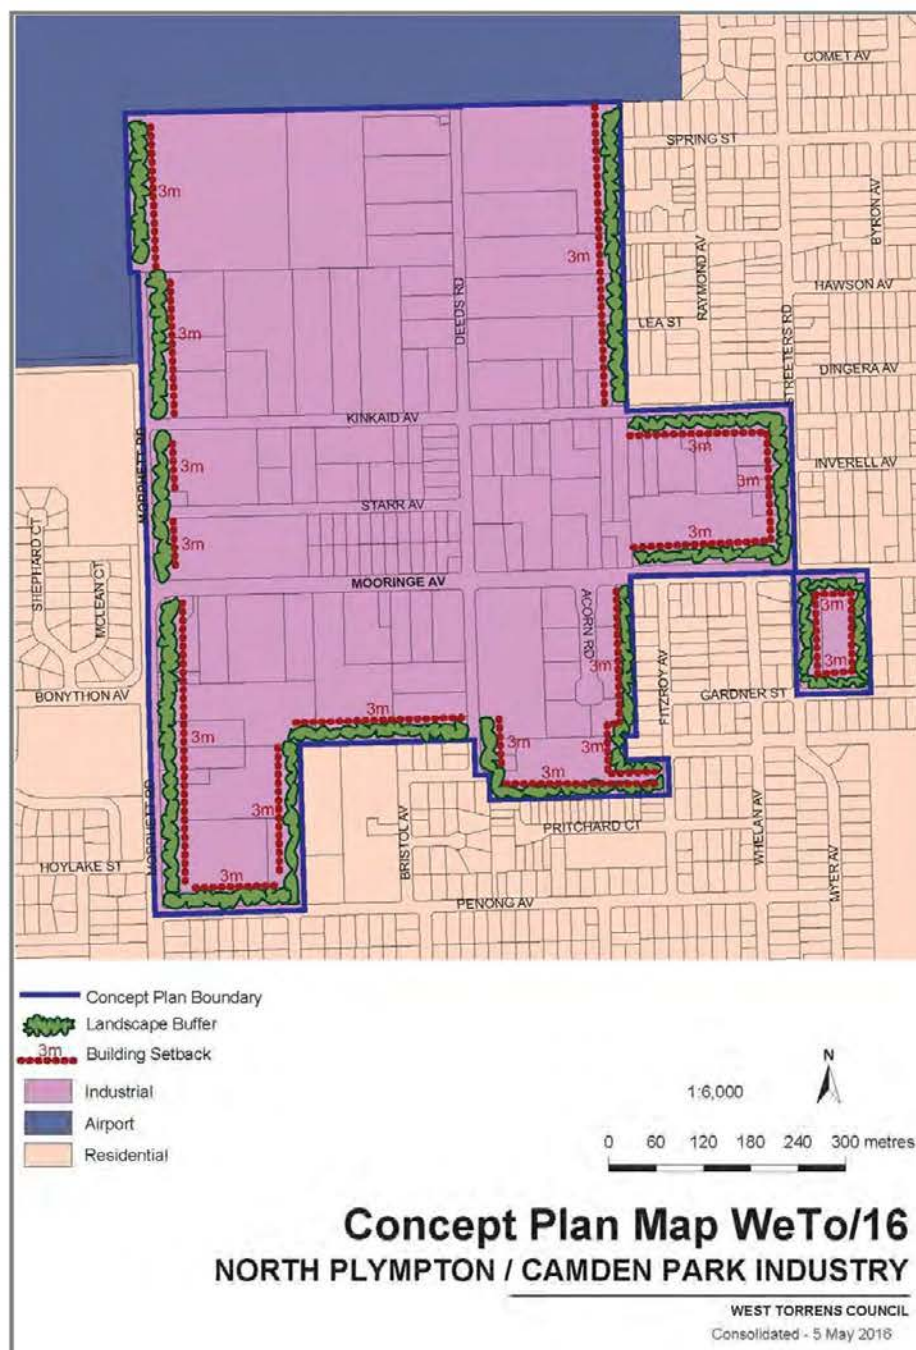 COMET AV
SPRING ST
BYRON AV
3m
RAYMOND AV
3m
HAWSON AV
DEEDS RD
STREETERS RD
3m
LEA ST
DINGERA AV
KINKAID AV
MORPHETT RD
3m
3m
3m
INVERELL AV
STARR AV
SHEPHARD CT
3m
3m
MCLEAN CT
MOORINGE AV
ACORN RD
3m
3m
3m
FITZROY AV
BONYTHON AV
GARDNER ST
3m
3m
3m
3m
3m
3m
MORPHETT RD
BRISTOL AV
PRITCHARD CT
WHELAN AV
MYER AV
HOYLAKE ST
3m
PENONG AV
Concept Plan Boundary
Landscape Buffer
3m Building Setback
Industrial
Airport
Residential
N
1:6,000
0 60 120 180 240 300 metres
Concept Plan Map WeTo/16
NORTH PLYMPTON / CAMDEN PARK INDUSTRY
WEST TORRENS COUNCIL
Consolidated - 5 May 2016